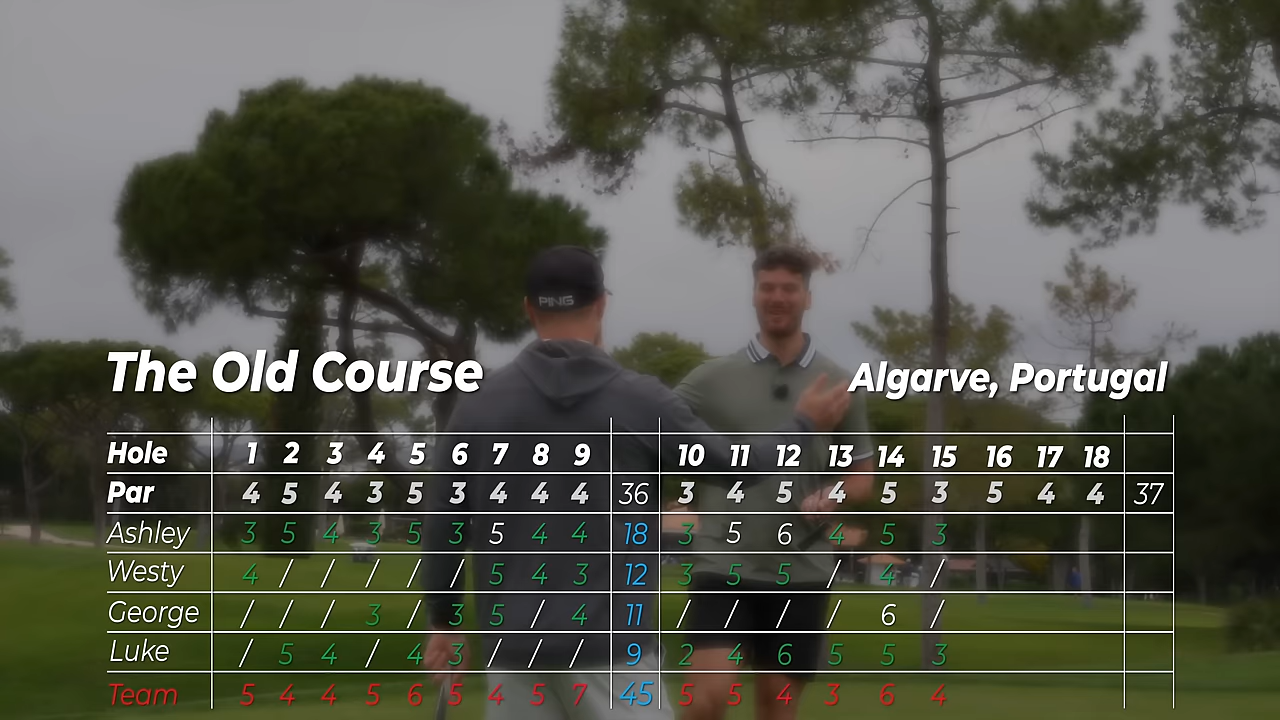 PING
The Old Course Algarve, Portugal
Hole 1 2 3 4 5 6 7 8 9 10 11 12 13 14 15 16 17 18
Par 4 5 4 3 5 3 4 4 4 36 3 4 5 4 5 3 5 4 4 37
Ashley 3 5 4 3 5 3 5 4 4 18 3 5 6 4 5 3
Westy 4 / / / / / 5 4 3 12 3 5 5 / 4 /
George / / / 3 / 3 5 / 4 11 / / / / 6 /
Luke / 5 4 / 4 3 / / / 9 2 4 6 5 5 3
Team 5 4 4 5 6 5 4 5 7 45 5 5 4 3 6 4